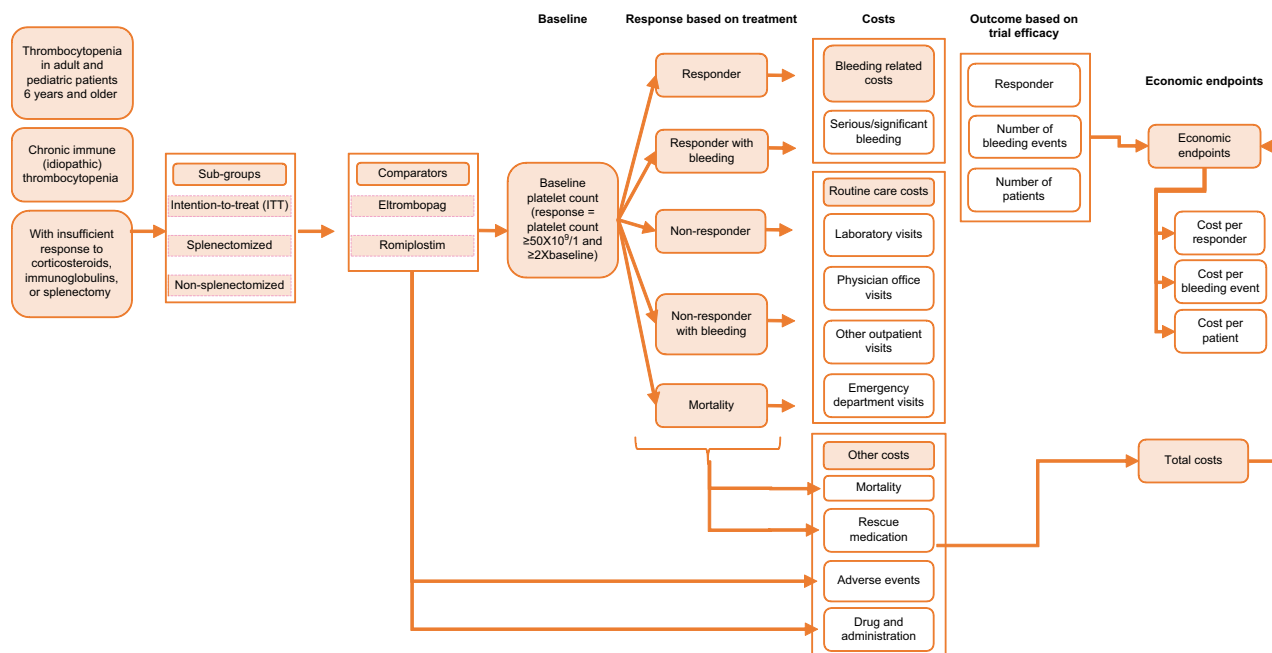 Baseline
Response based on treatment
Costs
Outcome based on
trial efficacy
Economic endpoints
Thrombocytopenia
in adult and
pediatric patients
6 years and older
Chronic immune
(idiopathic)
thrombocytopenia
With insufficient
response to
corticosteroids,
immunoglobulins,
or splenectomy
Sub-groups
Intention-to-treat (ITT)
Splenectomized
Non-splenectomized
Comparators
Eltrombopag
Romiplostim
Baseline
platelet count
(response =
platelet count
≥50X10⁹/1 and
≥2Xbaseline)
Responder
Responder with
bleeding
Non-responder
Non-responder
with bleeding
Mortality
Bleeding related
costs
Serious/significant
bleeding
Routine care costs
Laboratory visits
Physician office
visits
Other outpatient
visits
Emergency
department visits
Other costs
Mortality
Rescue
medication
Adverse events
Drug and
administration
Responder
Number of
bleeding events
Number of
patients
Economic
endpoints
Cost per
responder
Cost per
bleeding event
Cost per
patient
Total costs